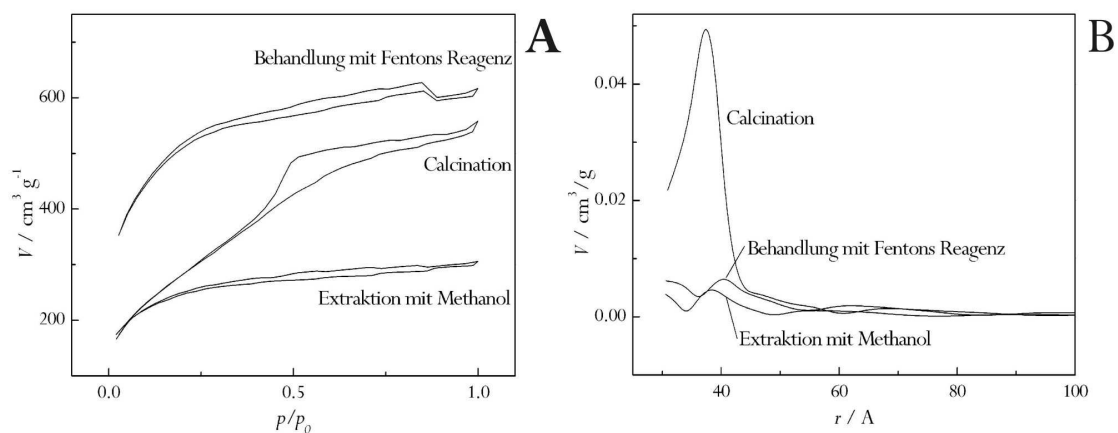 A
600
400
200
V / cm³ g⁻¹
Behandlung mit Fentons Reagenz
Calcination
Extraktion mit Methanol
0.0
0.5
1.0
p/p₀
B
0.04
0.02
0.00
V / cm³/g
Calcination
Behandlung mit Fentons Reagenz
Extraktion mit Methanol
40
60
80
100
r / A